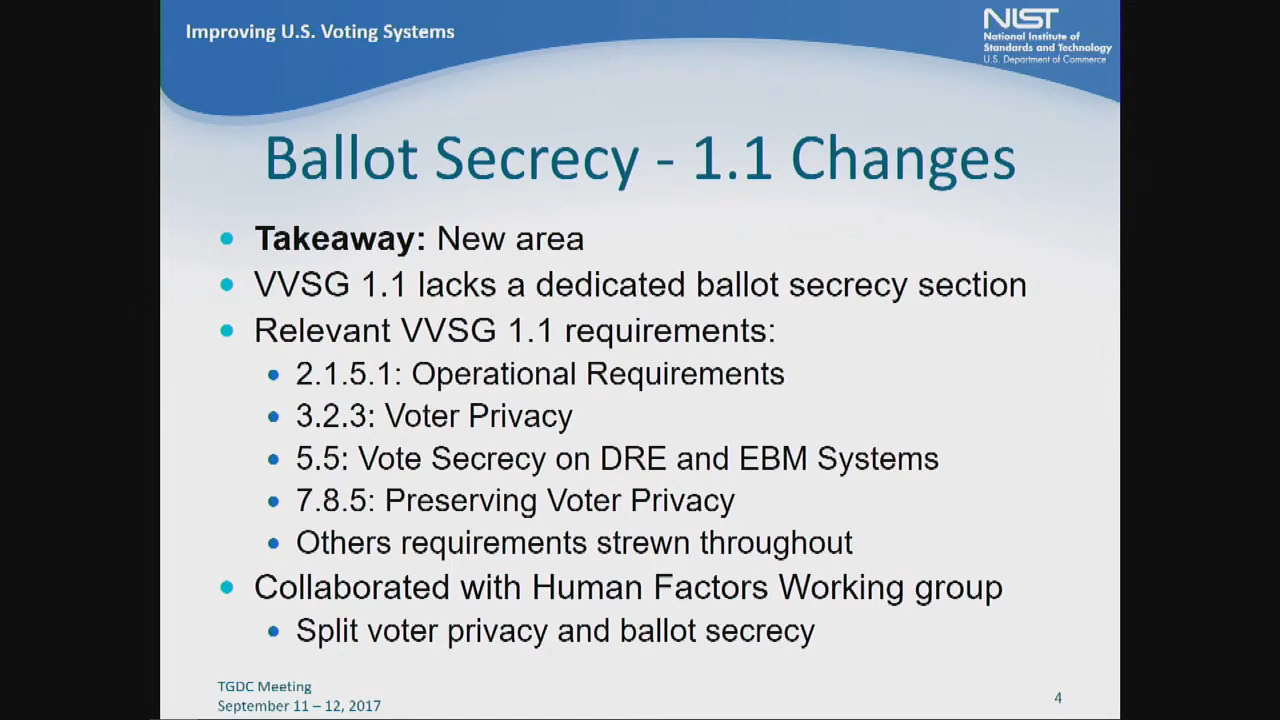 Improving U.S. Voting Systems
NIST
National Institute of
Standards and Technology
U.S. Department of Commerce
Ballot Secrecy - 1.1 Changes
Takeaway: New area
VVSG 1.1 lacks a dedicated ballot secrecy section
Relevant VVSG 1.1 requirements:
2.1.5.1: Operational Requirements
3.2.3: Voter Privacy
5.5: Vote Secrecy on DRE and EBM Systems
7.8.5: Preserving Voter Privacy
Others requirements strewn throughout
Collaborated with Human Factors Working group
Split voter privacy and ballot secrecy
TGDC Meeting
September 11 – 12, 2017
4